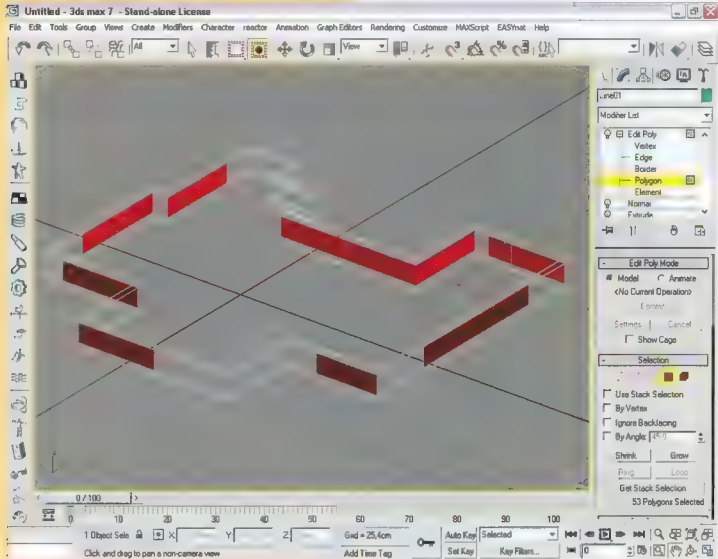 Untitled - 3ds max 7 - Stand-alone License
File Edit Tools Group Views Create Modifiers Character reactor Animation Graph Editors Rendering Customize MAXScript EASYnat Help
All
View
Line01
Modifier List
Edit Poly
Vertex
Edge
Border
Polygon
Element
Normal
Extrude
- Edit Poly Mode
Model Animate
<No Current Operation>
Commit
Settings Cancel
Show Cage
- Selection
Use Stack Selection
By Vertex
Ignore Backfacing
By Angle: 45,0
Shrink Grow
Ring Loop
Get Stack Selection
53 Polygons Selected
< 0 / 100 >
0 10 20 30 40 50 60 70 80 90 100
1 Object Sele X: Y: Z: Grid = 25,4cm Auto Key Selected
Click and drag to pan a non-camera view Add Time Tag Set Key Key Filters... 0